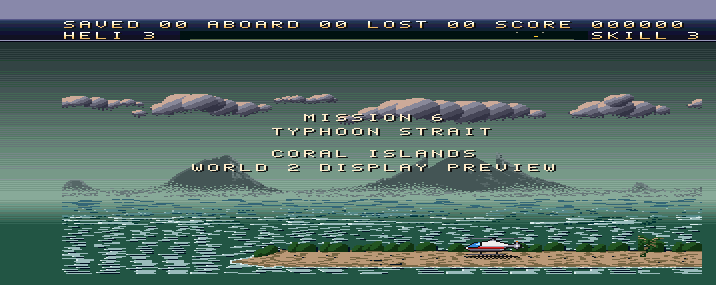 SAVED 00 ABOARD 00 LOST 00 SCORE 000000
HELI 3 SKILL 3
MISSION 6
TYPHOON STRAIT
CORAL ISLANDS
WORLD 2 DISPLAY PREVIEW